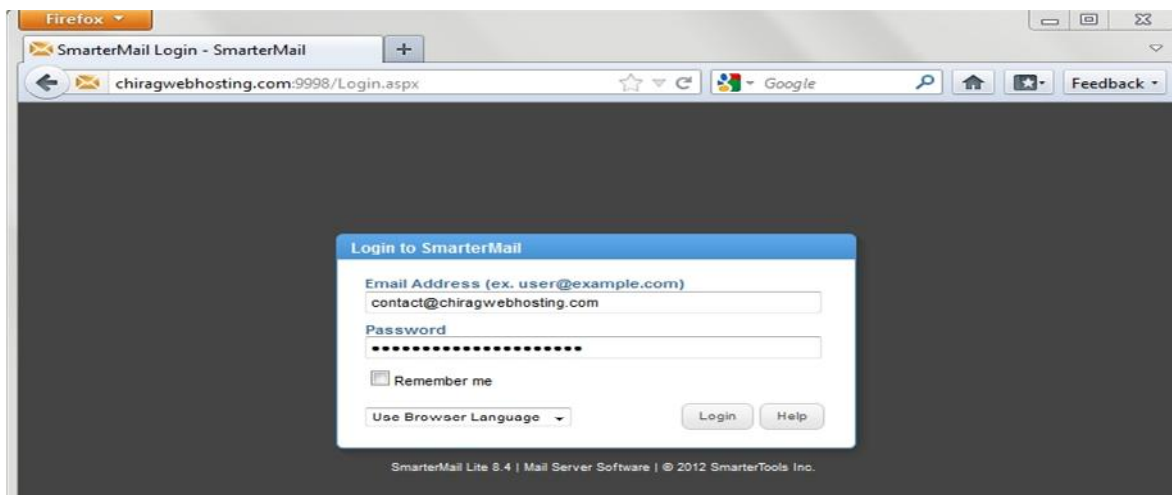 Firefox
SmarterMail Login - SmarterMail
chiragwebhosting.com:9998/Login.aspx
Google
Feedback
Login to SmarterMail
Email Address (ex. user@example.com)
contact@chiragwebhosting.com
Password
Remember me
Use Browser Language
Login Help
SmarterMail Lite 8.4 | Mail Server Software | © 2012 SmarterTools Inc.